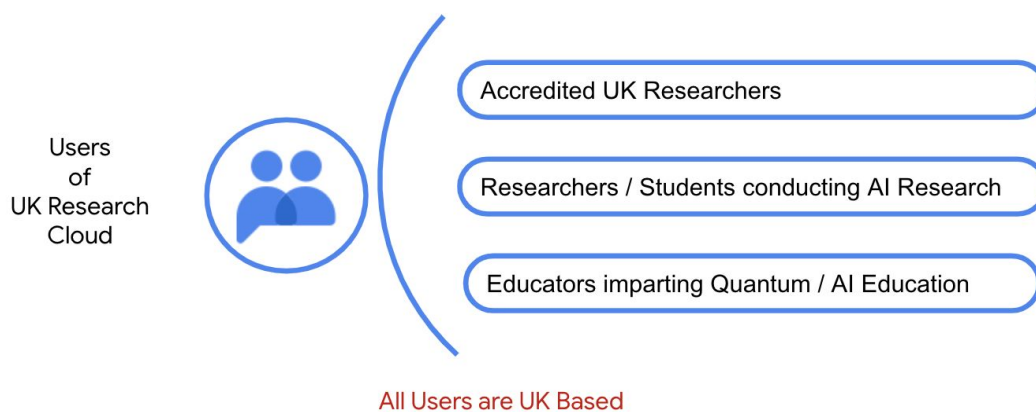 Users
of
UK Research
Cloud
Accredited UK Researchers
Researchers / Students conducting AI Research
Educators imparting Quantum / AI Education
All Users are UK Based